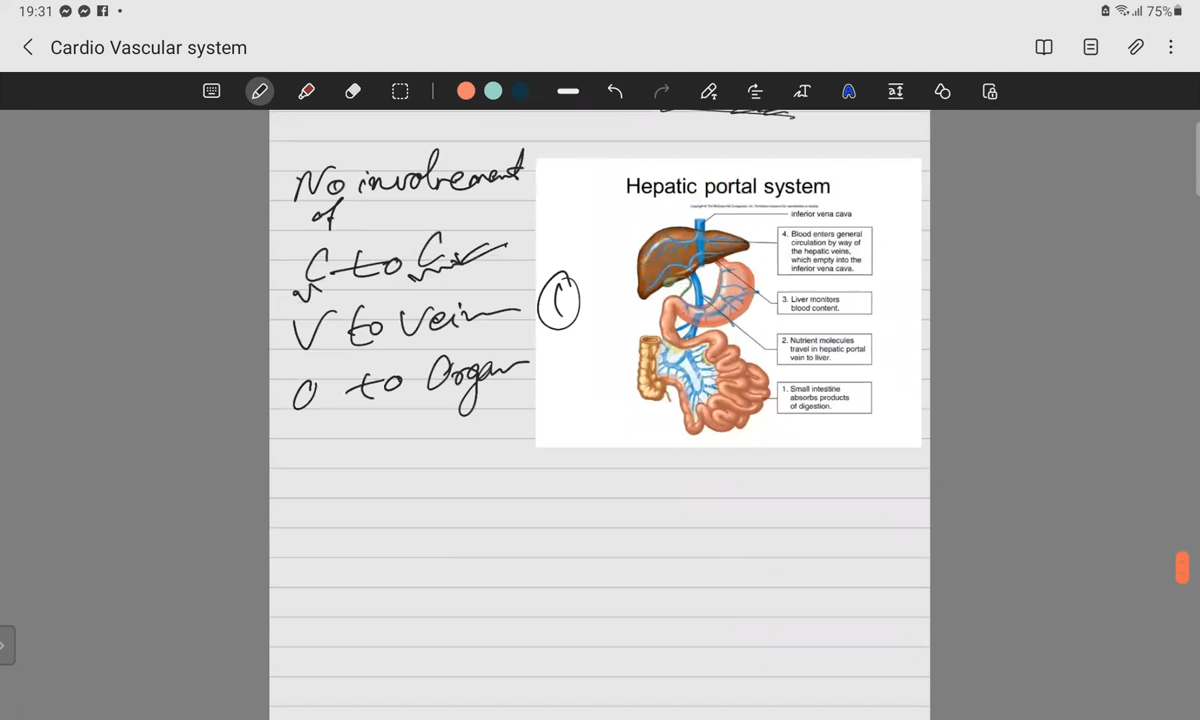 19:31
75%
Cardio Vascular system
No involvement
of
C to
V to Vein
O to Organ
Hepatic portal system
inferior vena cava
4. Blood enters general
circulation by way of
the hepatic veins,
which empty into the
inferior vena cava.
3. Liver monitors
blood content.
2. Nutrient molecules
travel in hepatic portal
vein to liver.
1. Small intestine
absorbs products
of digestion.